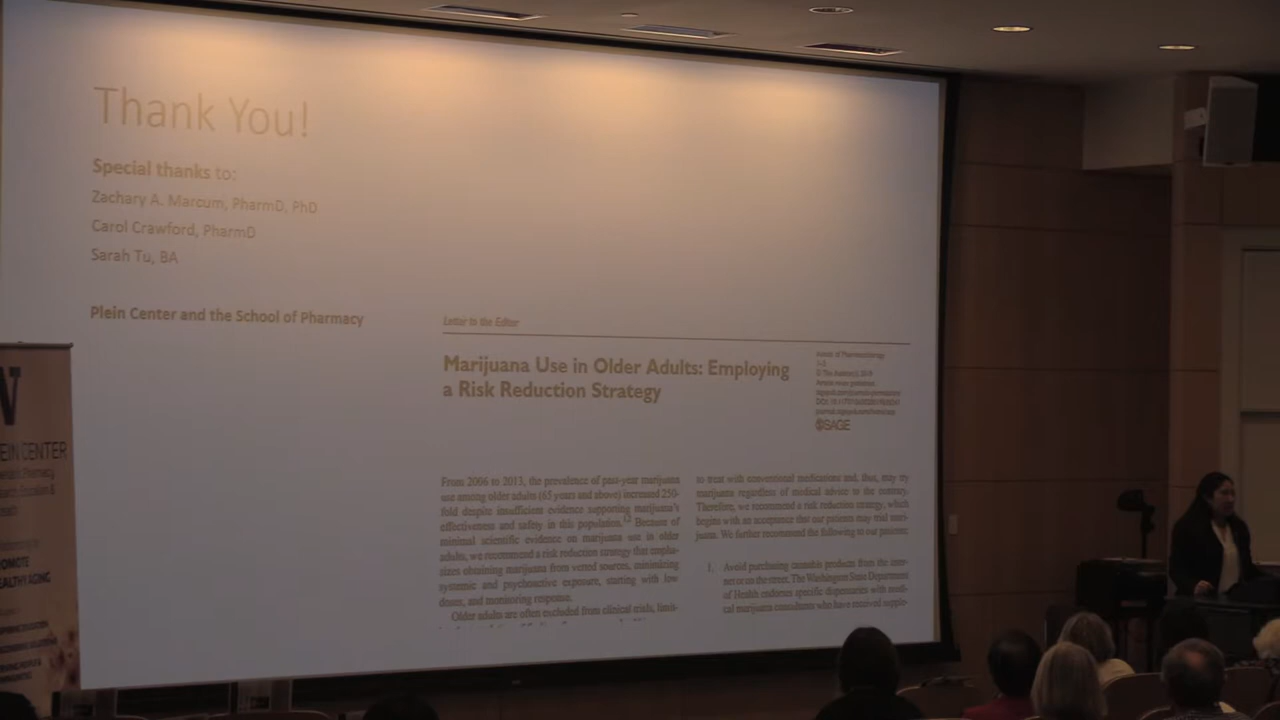 Thank You!
Special thanks to:
Zachary A. Marcum, PharmD, PhD
Carol Crawford, PharmD
Sarah Tu, BA
Plein Center and the School of Pharmacy
Letter to the Editor
Marijuana Use in Older Adults: Employing
a Risk Reduction Strategy
SAGE
From 2006 to 2013, the prevalence of past-year marijuana
use among older adults (65 years and above) increased 250-
fold despite insufficient evidence supporting marijuana's
effectiveness and safety in this population. Because of
minimal scientific evidence on marijuana use in older
adults, we recommend a risk reduction strategy that empha-
sizes obtaining marijuana from vetted sources, minimizing
systemic and psychoactive exposure, starting with low
doses, and monitoring response.
Older adults are often excluded from clinical trials,
to treat with conventional medications and, thus, may try
marijuana regardless of medical advice to the contrary.
Therefore, we recommend a risk reduction strategy, which
begins with an acceptance that our patients may trial mari-
juana. We further recommend the following to our patients:
1. Avoid purchasing cannabis products from the inter-
net or on the street. The Washington State Department
of Health endorses specific dispensaries with medi-
cal marijuana consultants who have received
W
EIN CENTER
OMOTE
EALTHY AGING